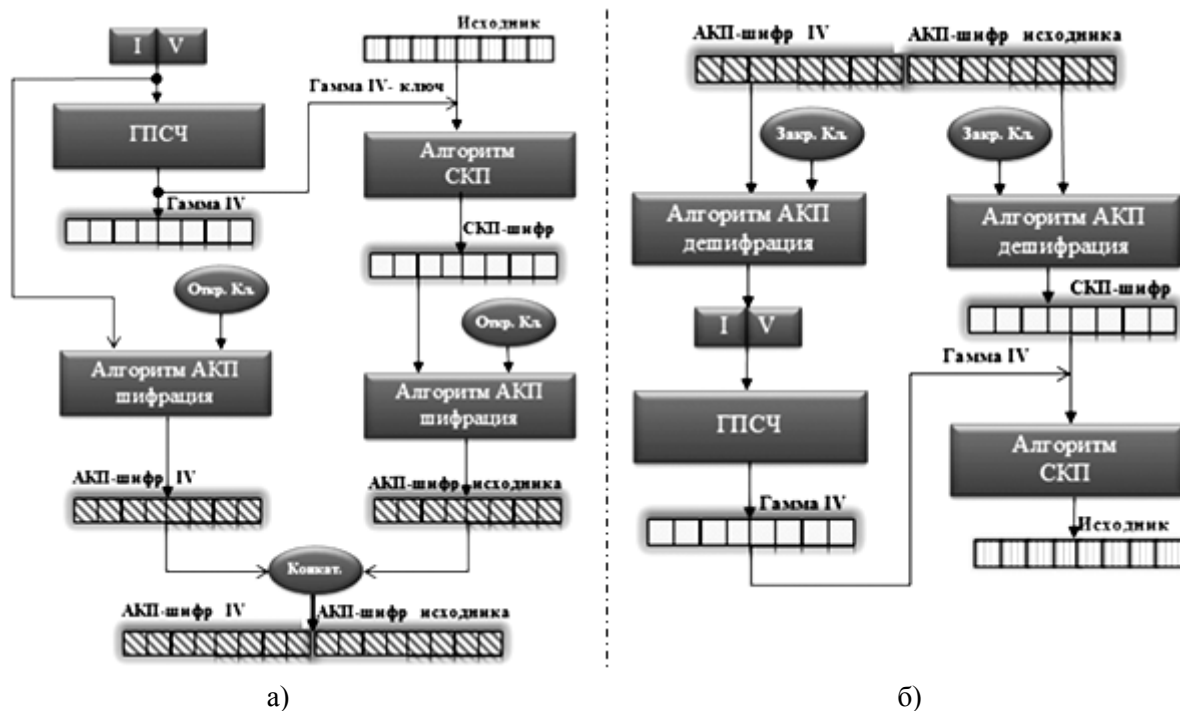 I V
Исходник
Гамма IV- ключ
ГПСЧ
Алгоритм
СКП
Гамма IV
СКП-шифр
Откр. Кл.
Откр. Кл.
Алгоритм АКП
шифрация
Алгоритм АКП
шифрация
АКП-шифр IV
АКП-шифр исходника
Конкат.
АКП-шифр IV
АКП-шифр исходника
а)
АКП-шифр IV
АКП-шифр исходника
Закр. Кл.
Закр. Кл.
Алгоритм АКП
дешифрация
Алгоритм АКП
дешифрация
СКП-шифр
I V
Гамма IV
ГПСЧ
Алгоритм
СКП
Гамма IV
Исходник
б)